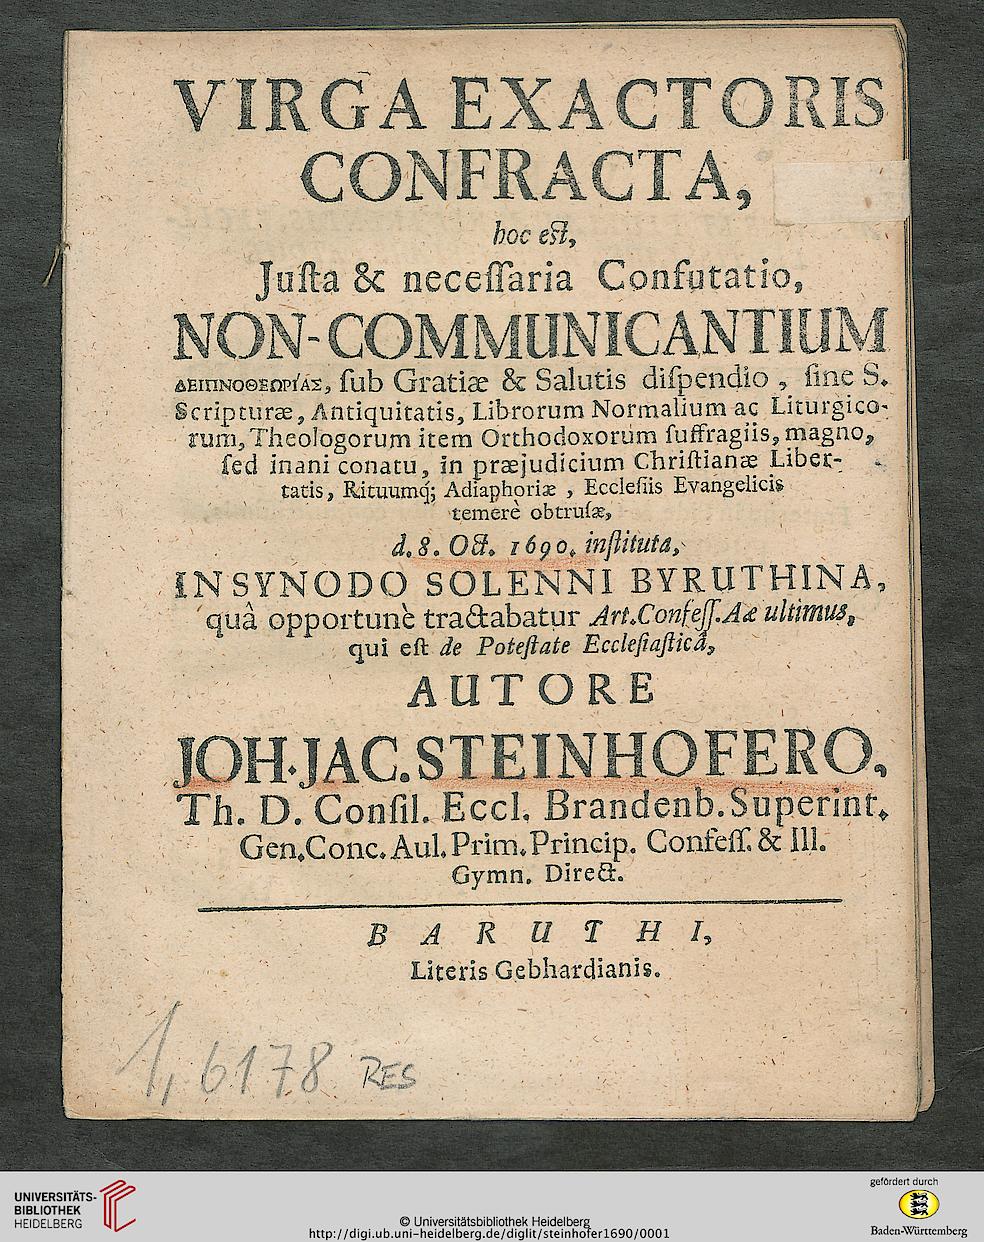 VIRGA EXACTORIS
CONFRACTA,
hoc eſt,
Juſta & neceſſaria Confutatio,
NON-COMMUNICANTIUM
ΔΕΙΠΝΟΘΕΩΡΊΑΣ, ſub Gratiæ & Salutis diſpendio, ſine S.
Scripturæ, Antiquitatis, Librorum Normalium ac Liturgico-
rum, Theologorum item Orthodoxorum ſuffragiis, magno,
ſed inani conatu, in præjudicium Chriſtianæ Liber-
tatis, Rituumq́; Adiaphoriæ, Eccleſiis Evangelicis
temerè obtruſæ,
d. 8. Oct. 1690. inſtituta,
IN SYNODO SOLENNI BYRUTHINA,
quâ opportunè tractabatur Art. Confeſſ. Aæ ultimus,
qui eſt de Poteſtate Eccleſiaſticâ,
AUTORE
JOH. JAC. STEINHOFERO,
Th. D. Conſil. Eccl. Brandenb. Superint.
Gen. Conc. Aul. Prim. Princip. Confeſſ. & Ill.
Gymn. Direct.
BARUTHI,
Literis Gebhardianis.
1, 6178 RES
UNIVERSITÄTS-
BIBLIOTHEK
HEIDELBERG
© Universitätsbibliothek Heidelberg
http://digi.ub.uni-heidelberg.de/diglit/steinhofer1690/0001
gefördert durch
Baden-Württemberg